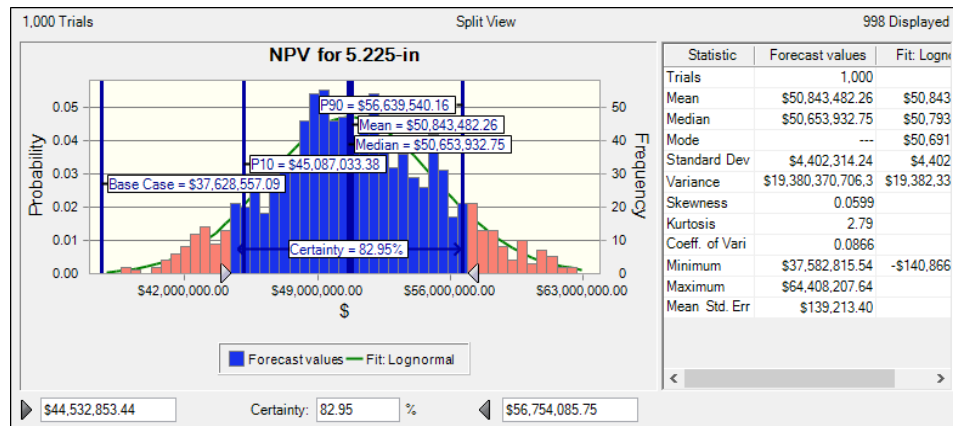 1,000 Trials Split View 998 Displayed
NPV for 5.225-in
Probability
0.05
0.04
0.03
0.02
0.01
0.00
P90 = $56,639,540.16
Mean = $50,843,482.26
Median = $50,653,932.75
P10 = $45,087,033.38
Base Case = $37,628,557.09
Certainty = 82.95%
50
40
30
20
10
0
Frequency
$42,000,000.00 $49,000,000.00 $56,000,000.00 $63,000,000.00
$
Forecast values Fit: Lognormal
Statistic Forecast values Fit: Logn
Trials 1,000
Mean $50,843,482.26 $50,843
Median $50,653,932.75 $50,793
Mode --- $50,691
Standard Dev $4,402,314.24 $4,402
Variance $19,380,370,706,3 $19,382,33
Skewness 0.0599
Kurtosis 2.79
Coeff. of Vari 0.0866
Minimum $37,582,815.54 -$140,866
Maximum $64,408,207.64
Mean Std. Err $139,213.40
$44,532,853.44 Certainty: 82.95 % $56,754,085.75